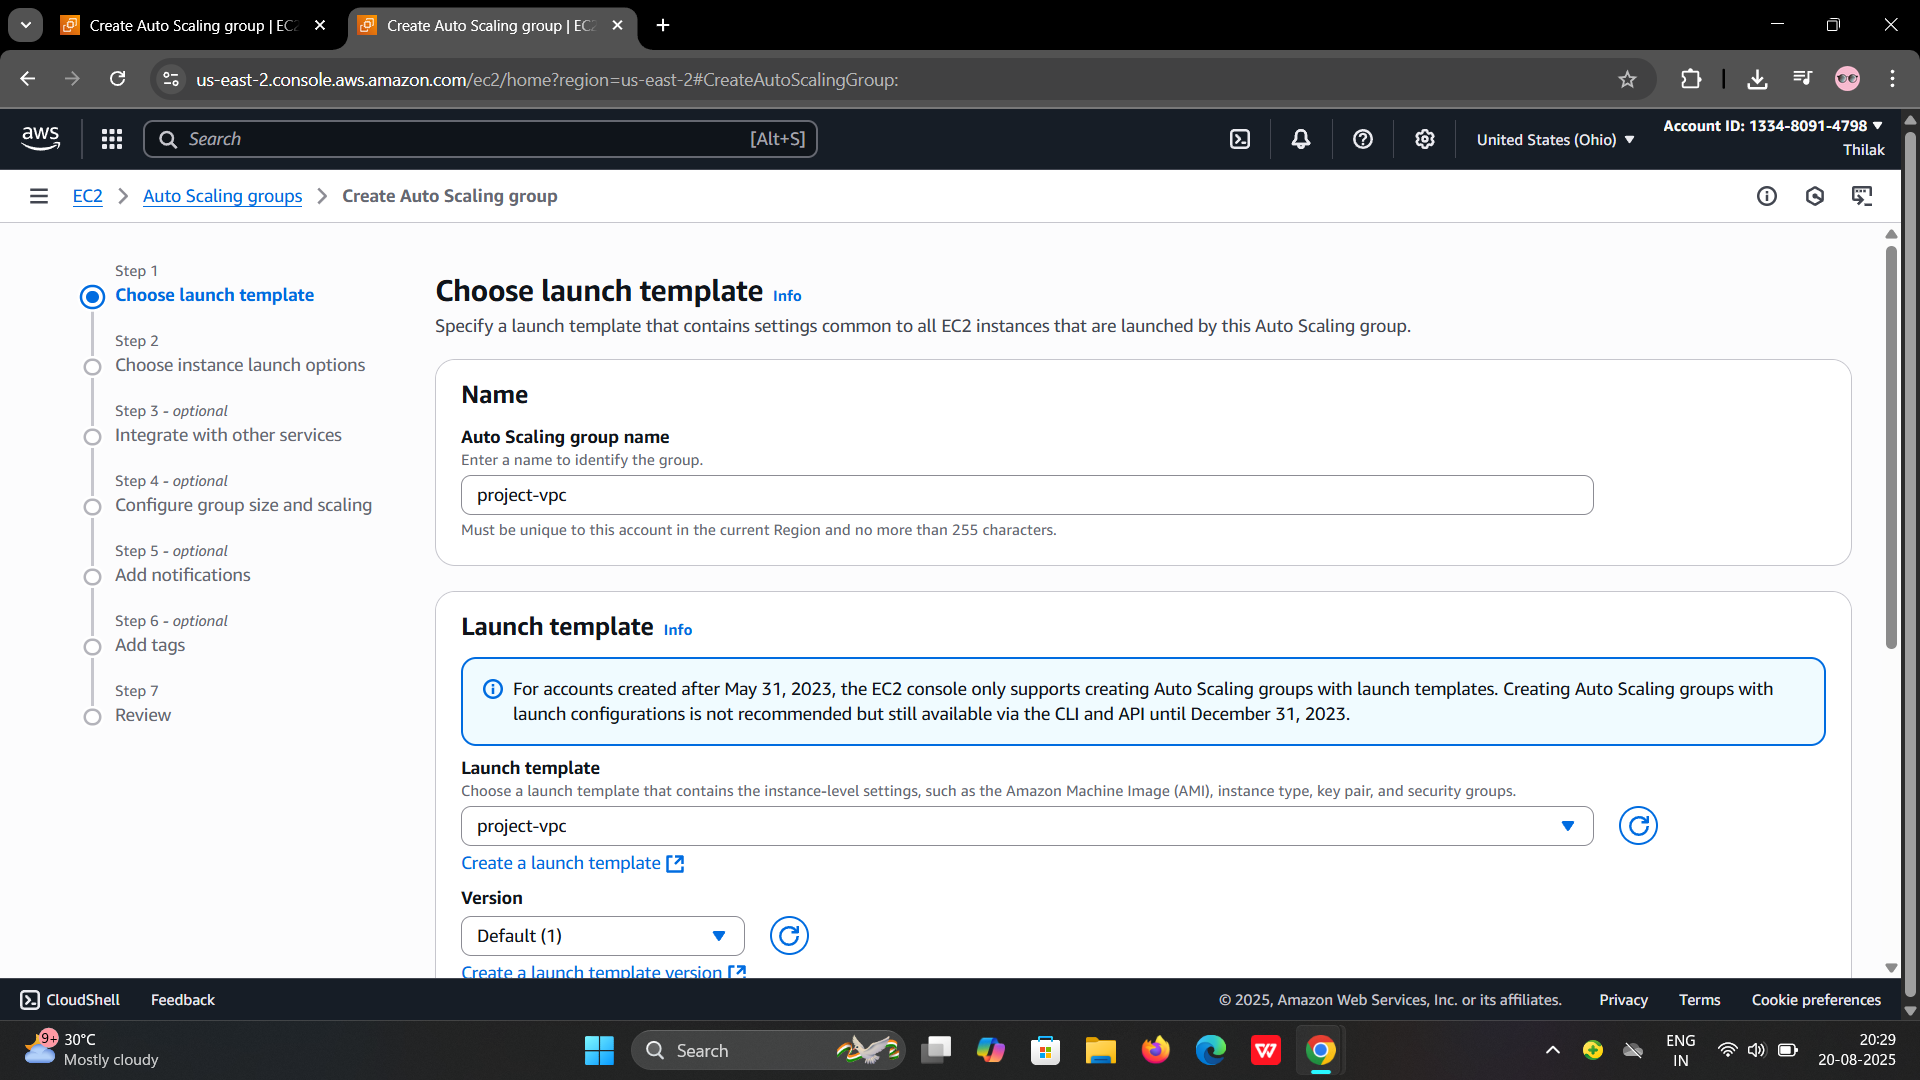 Create Auto Scaling group | EC2
Create Auto Scaling group | EC2
us-east-2.console.aws.amazon.com/ec2/home?region=us-east-2#CreateAutoScalingGroup:
aws
Search
[Alt+S]
United States (Ohio)
Account ID: 1334-8091-4798
Thilak
EC2
Auto Scaling groups
Create Auto Scaling group
Step 1
Choose launch template
Step 2
Choose instance launch options
Step 3 - optional
Integrate with other services
Step 4 - optional
Configure group size and scaling
Step 5 - optional
Add notifications
Step 6 - optional
Add tags
Step 7
Review
Choose launch template Info
Specify a launch template that contains settings common to all EC2 instances that are launched by this Auto Scaling group.
Name
Auto Scaling group name
Enter a name to identify the group.
project-vpc
Must be unique to this account in the current Region and no more than 255 characters.
Launch template Info
For accounts created after May 31, 2023, the EC2 console only supports creating Auto Scaling groups with launch templates. Creating Auto Scaling groups with
launch configurations is not recommended but still available via the CLI and API until December 31, 2023.
Launch template
Choose a launch template that contains the instance-level settings, such as the Amazon Machine Image (AMI), instance type, key pair, and security groups.
project-vpc
Create a launch template
Version
Default (1)
Create a launch template version
CloudShell
Feedback
© 2025, Amazon Web Services, Inc. or its affiliates.
Privacy
Terms
Cookie preferences
9+
30°C
Mostly cloudy
Search
ENG
IN
20:29
20-08-2025